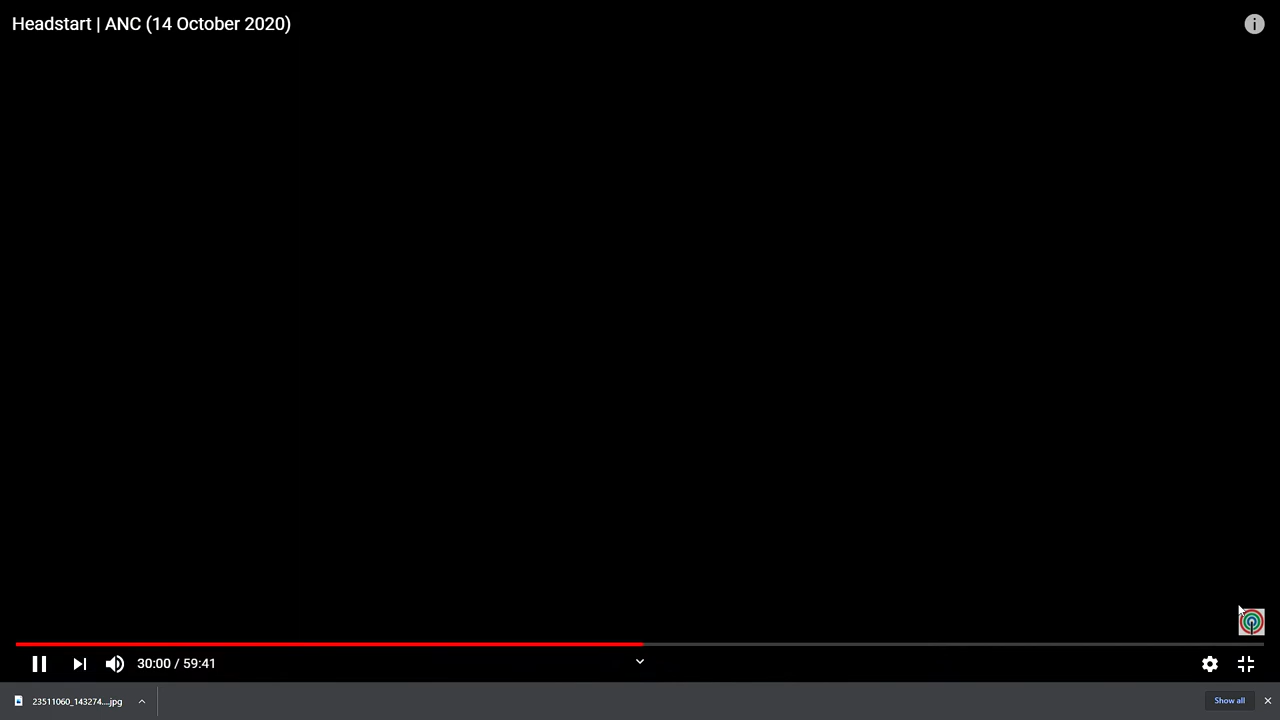 Headstart | ANC (14 October 2020)
30:00 / 59:41
23511060_143274....jpg
Show all